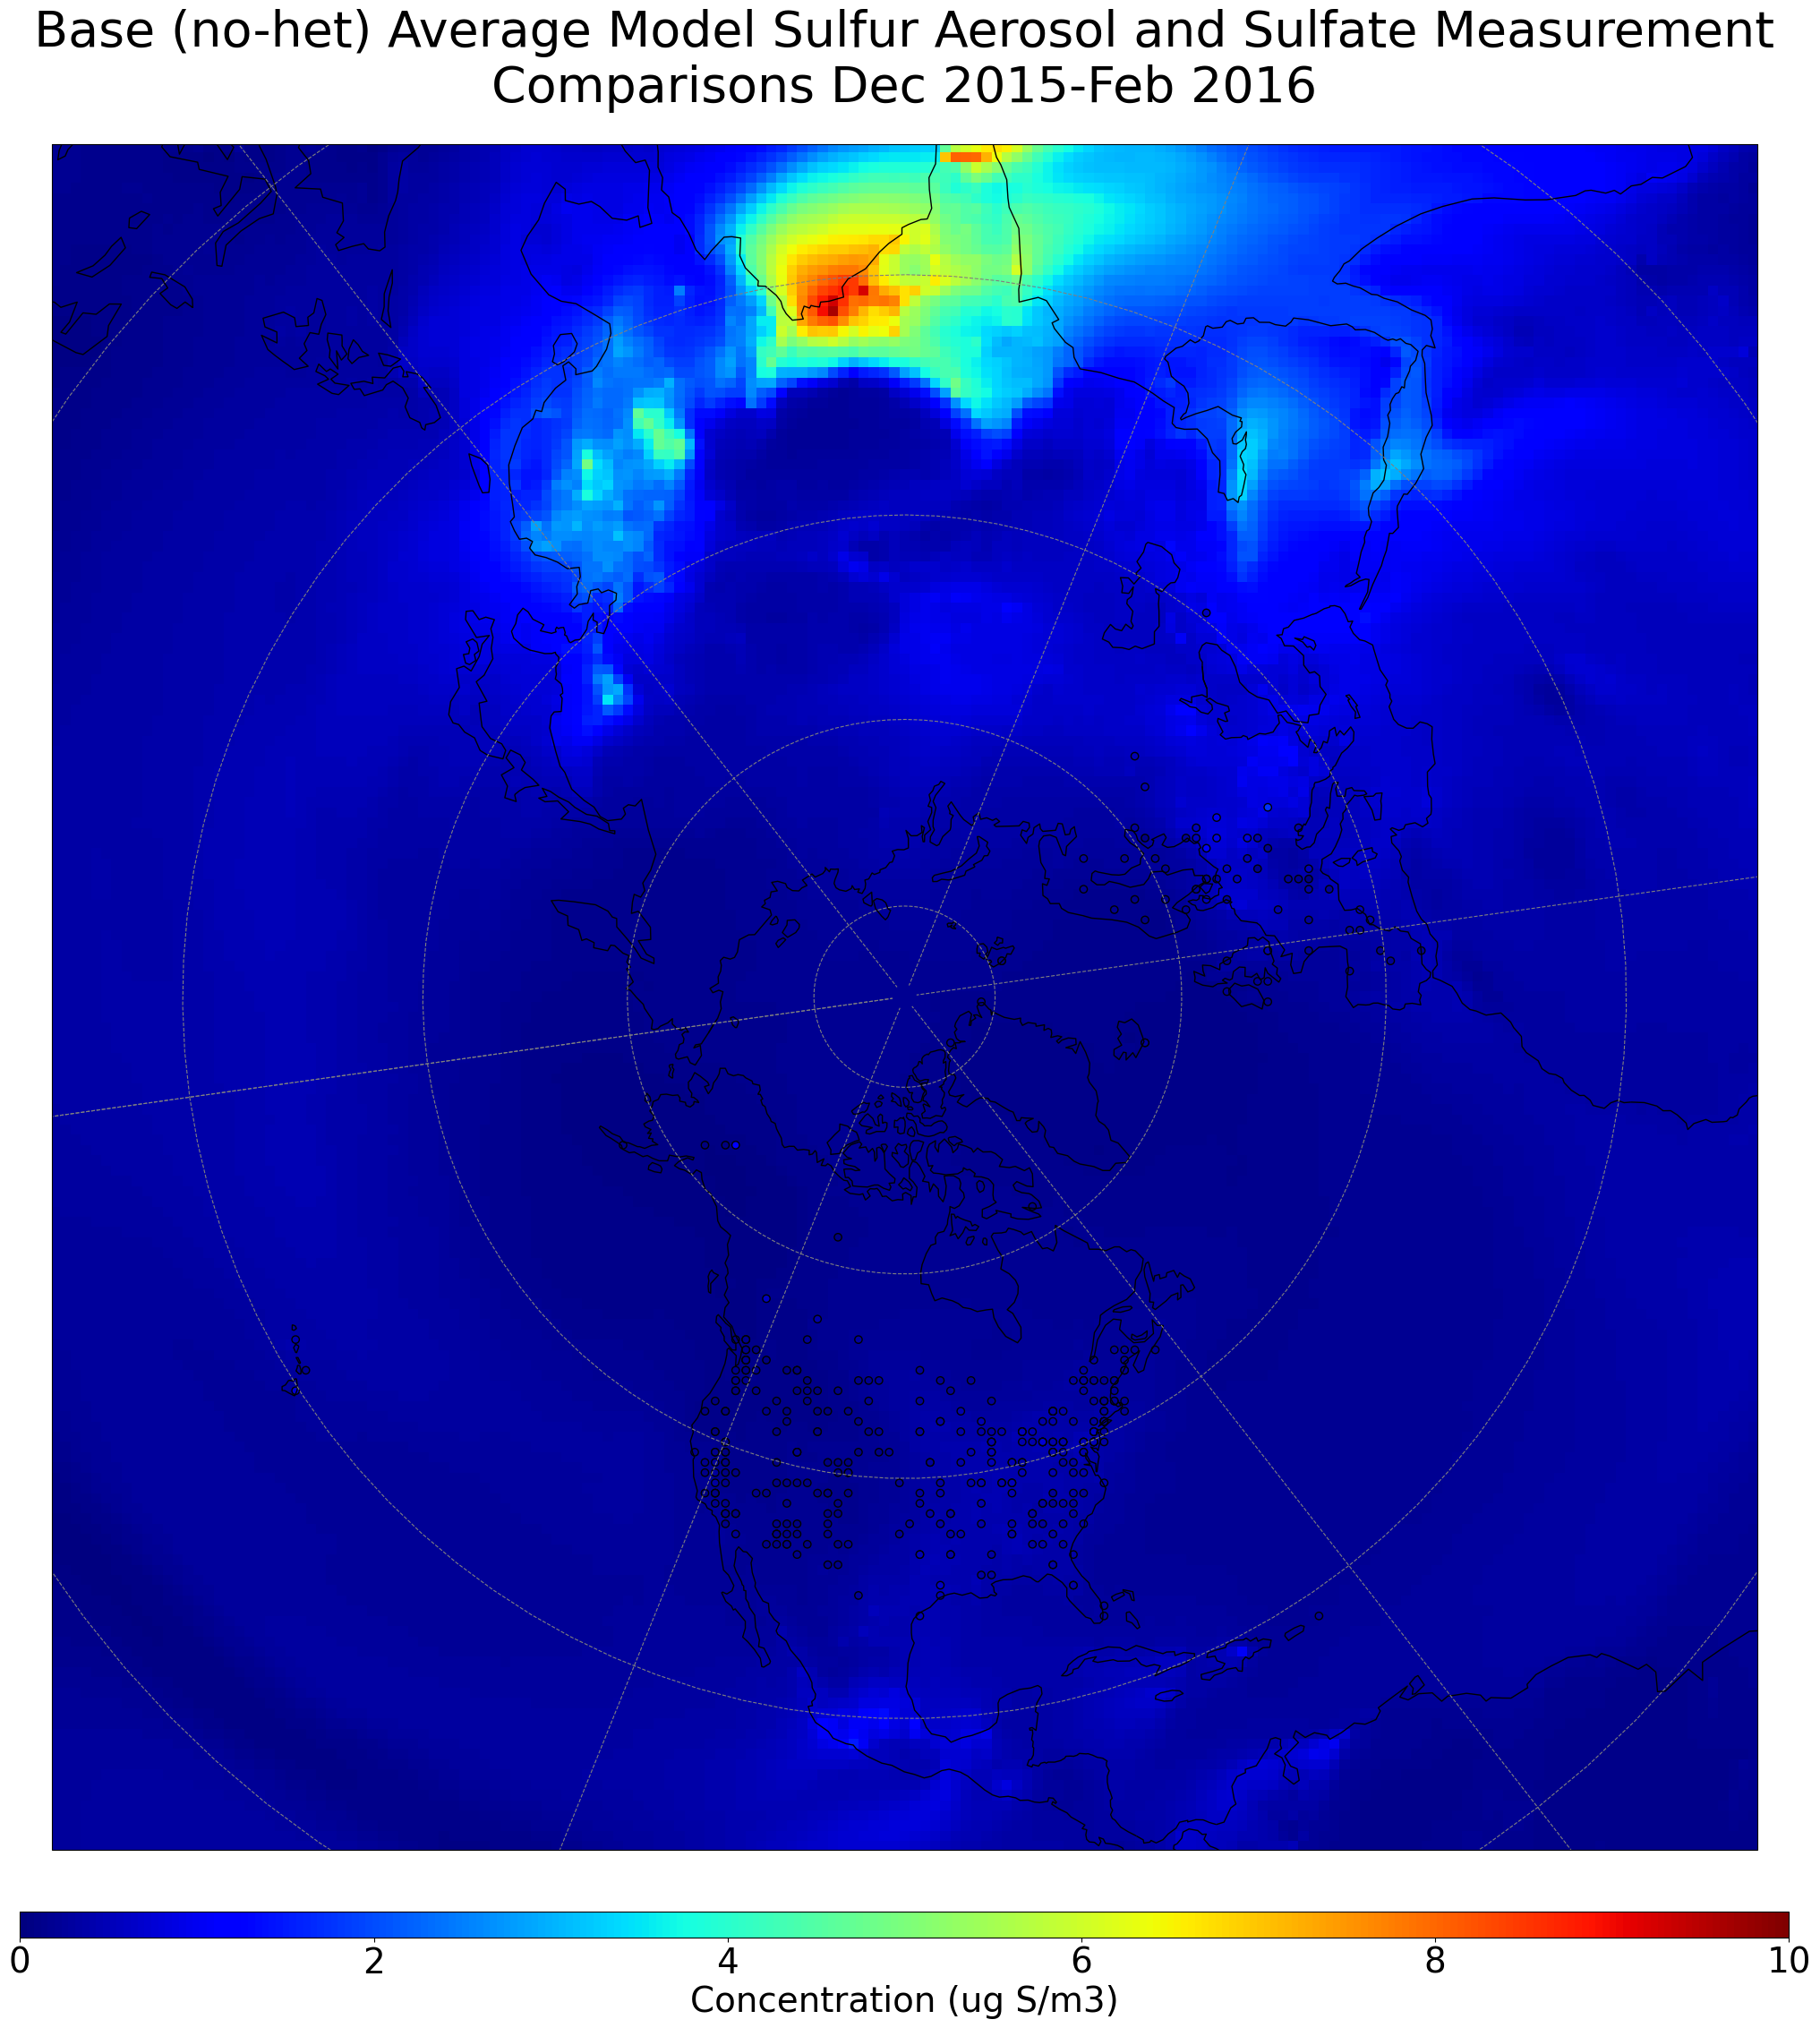 Base (no-het) Average Model Sulfur Aerosol and Sulfate Measurement
Comparisons Dec 2015-Feb 2016
0 2 4 6 8 10
Concentration (ug S/m3)